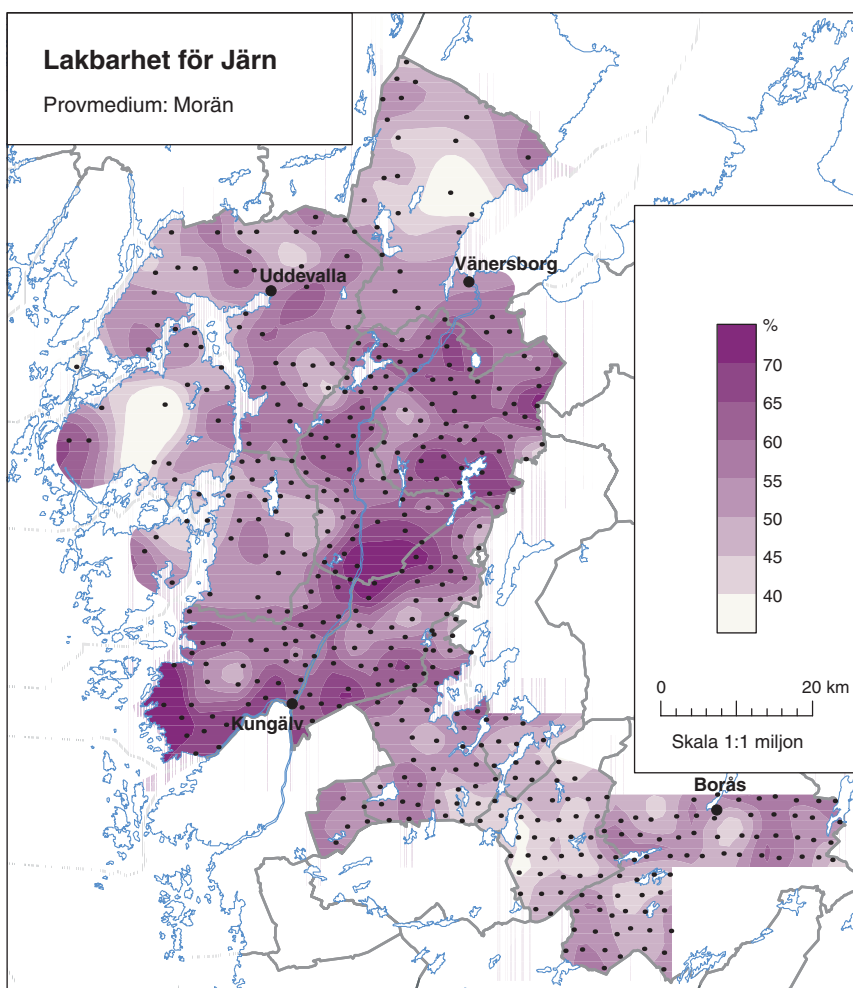 Lakbarhet för Järn
Provmedium: Morän
Uddevalla
Vänersborg
%
70
65
60
55
50
45
40
0 20 km
Skala 1:1 miljon
Kungälv
Borås